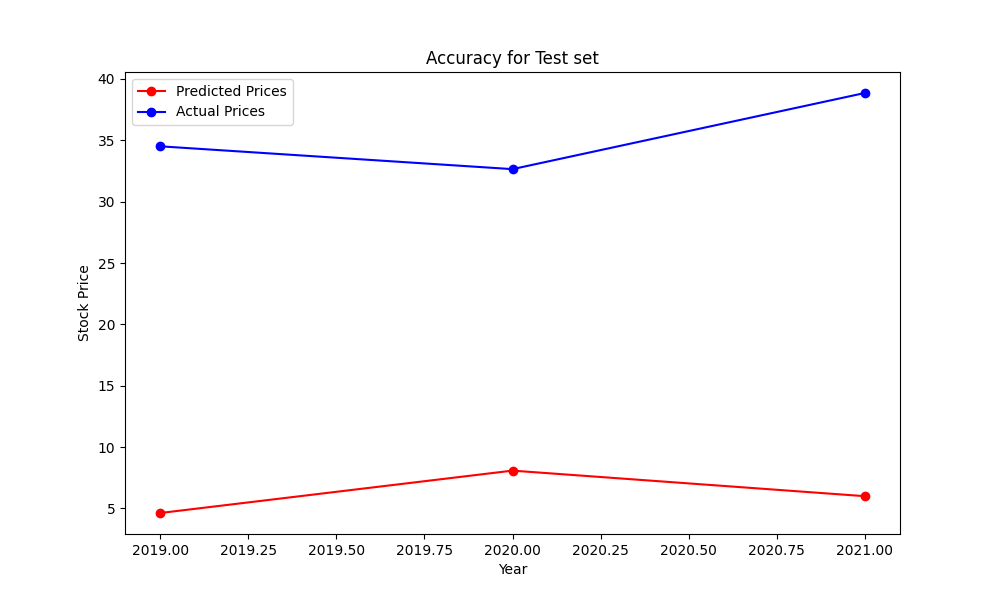 Accuracy for Test set
Predicted Prices
Actual Prices
Stock Price
40
35
30
25
20
15
10
5
2019.00 2019.25 2019.50 2019.75 2020.00 2020.25 2020.50 2020.75 2021.00
Year